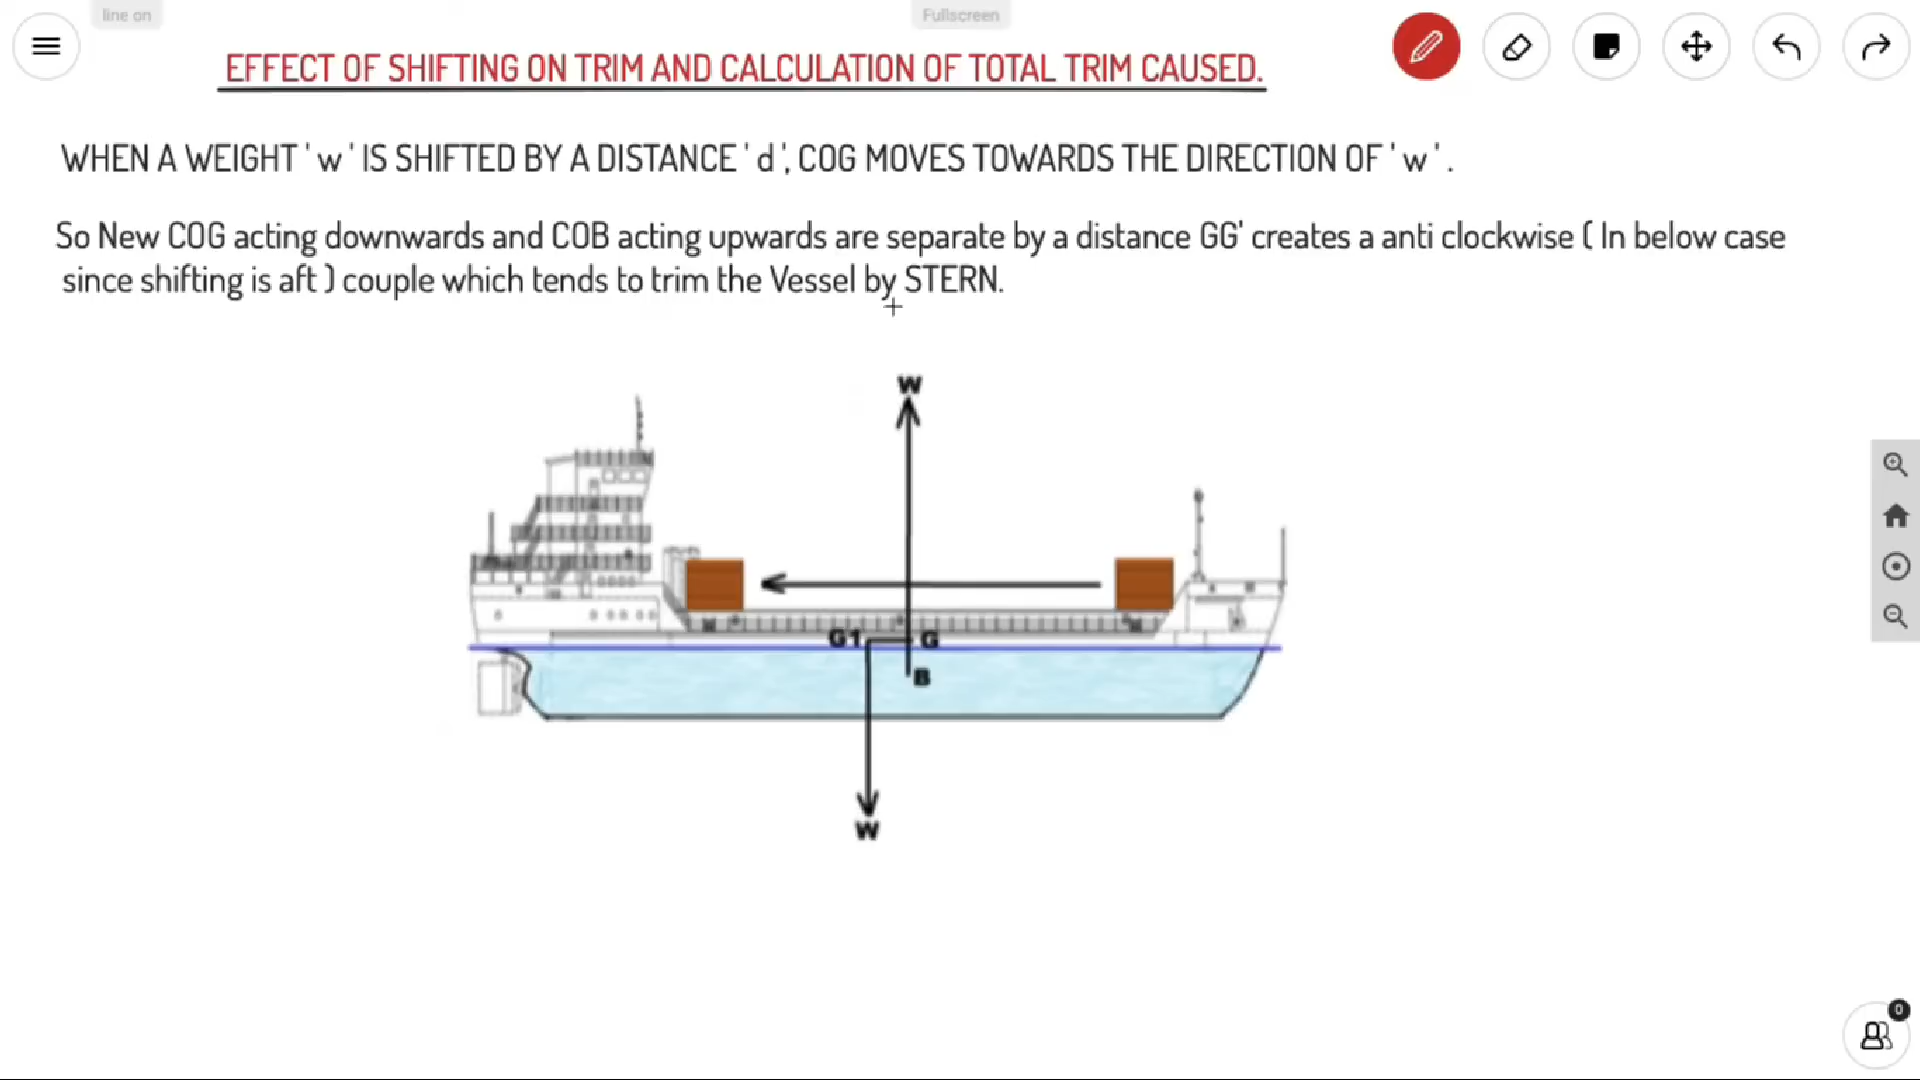 line on
Fullscreen
EFFECT OF SHIFTING ON TRIM AND CALCULATION OF TOTAL TRIM CAUSED.
WHEN A WEIGHT ' w ' IS SHIFTED BY A DISTANCE ' d ', COG MOVES TOWARDS THE DIRECTION OF ' w ' .
So New COG acting downwards and COB acting upwards are separate by a distance GG' creates a anti clockwise ( In below case
since shifting is aft ) couple which tends to trim the Vessel by STERN.
W
G1 G
B
W
0